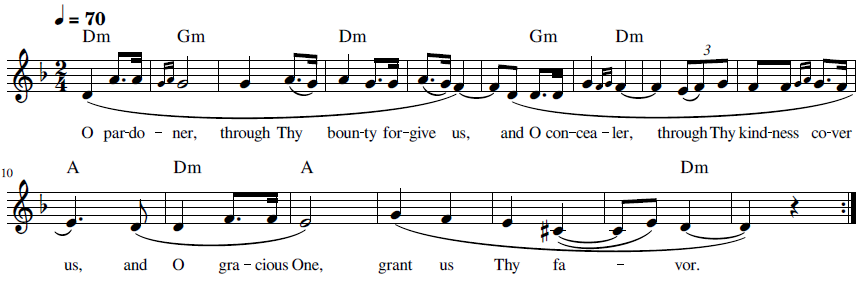 ♩ = 70
Dm Gm Dm Gm Dm
2
4
3
O par-do – ner, through Thy boun-ty for-give us, and O con-cea – ler, through Thy kind-ness co-ver
10
A Dm A Dm
us, and O gra – cious One, grant us Thy fa – vor.